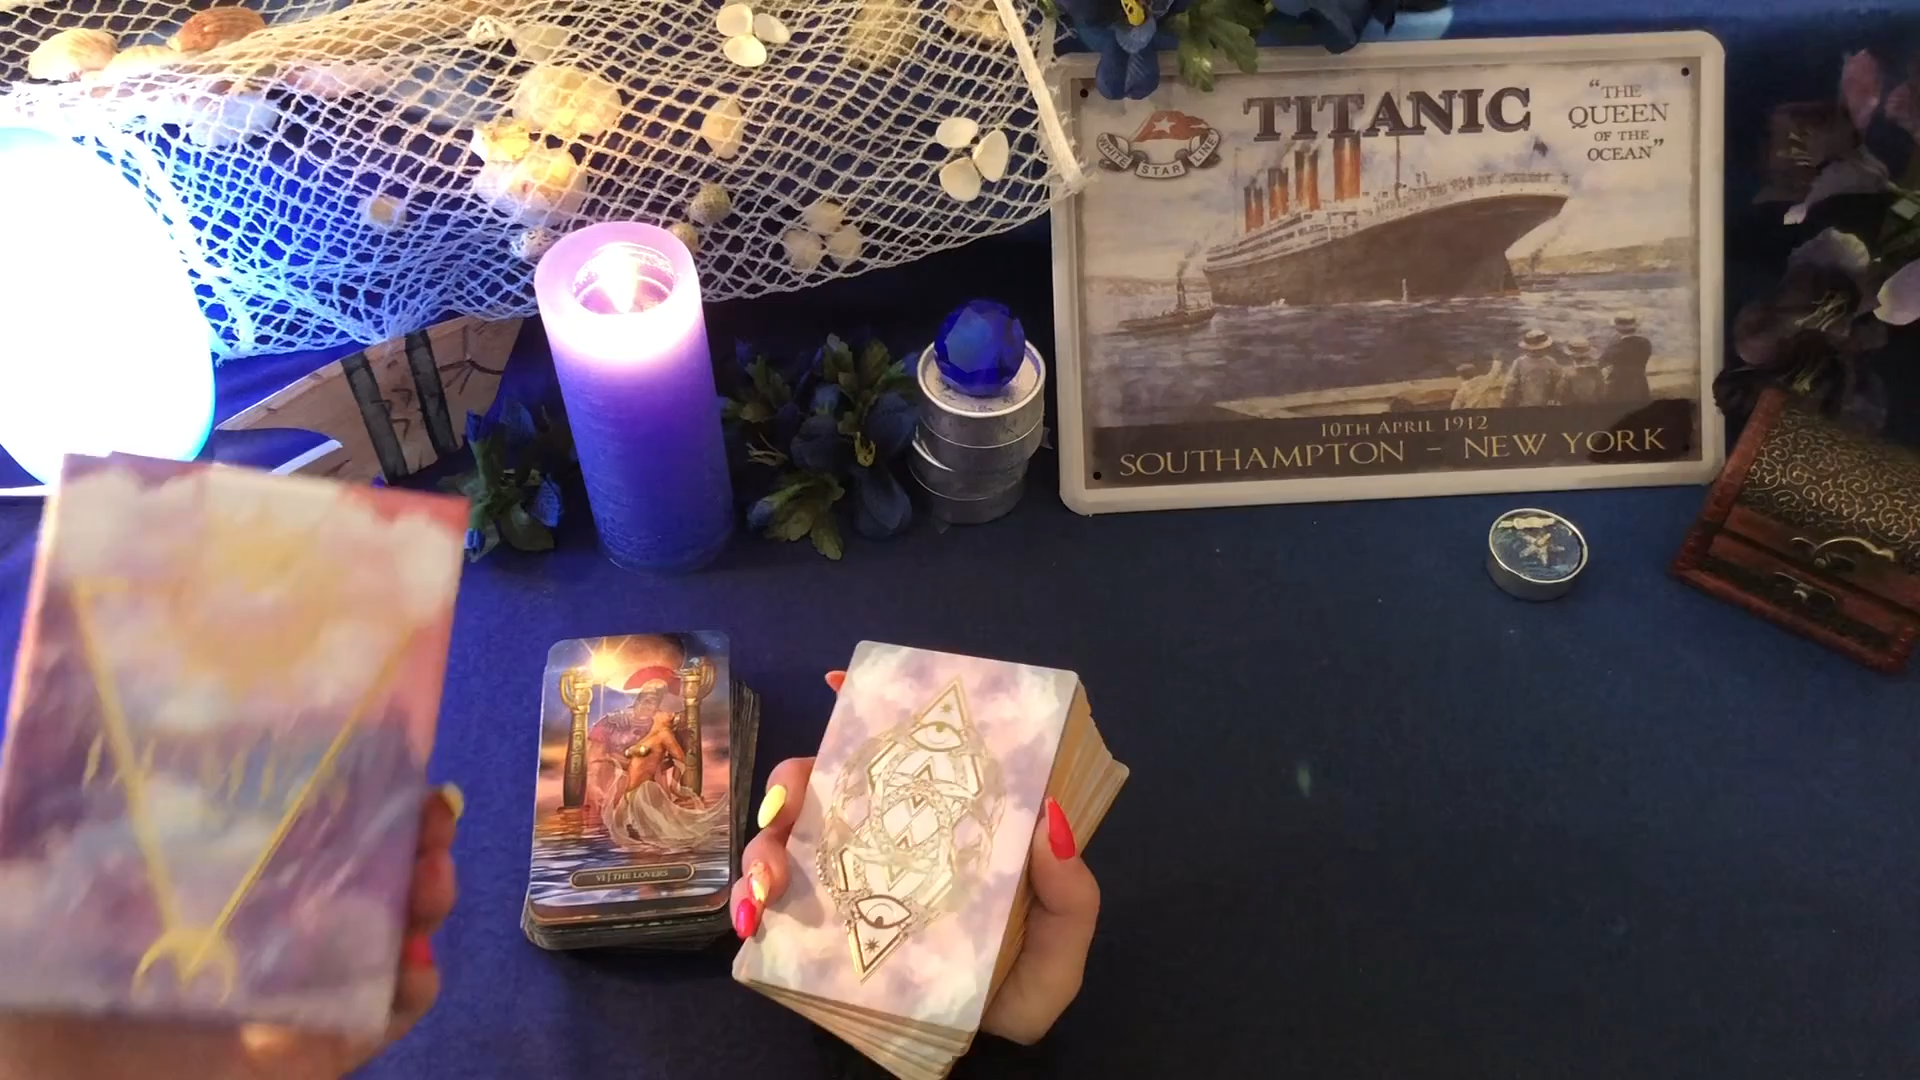 TITANIC
"THE
QUEEN
OF THE
OCEAN"
WHITE
STAR
LINE
10TH APRIL 1912
SOUTHAMPTON - NEW YORK
VI | THE LOVERS